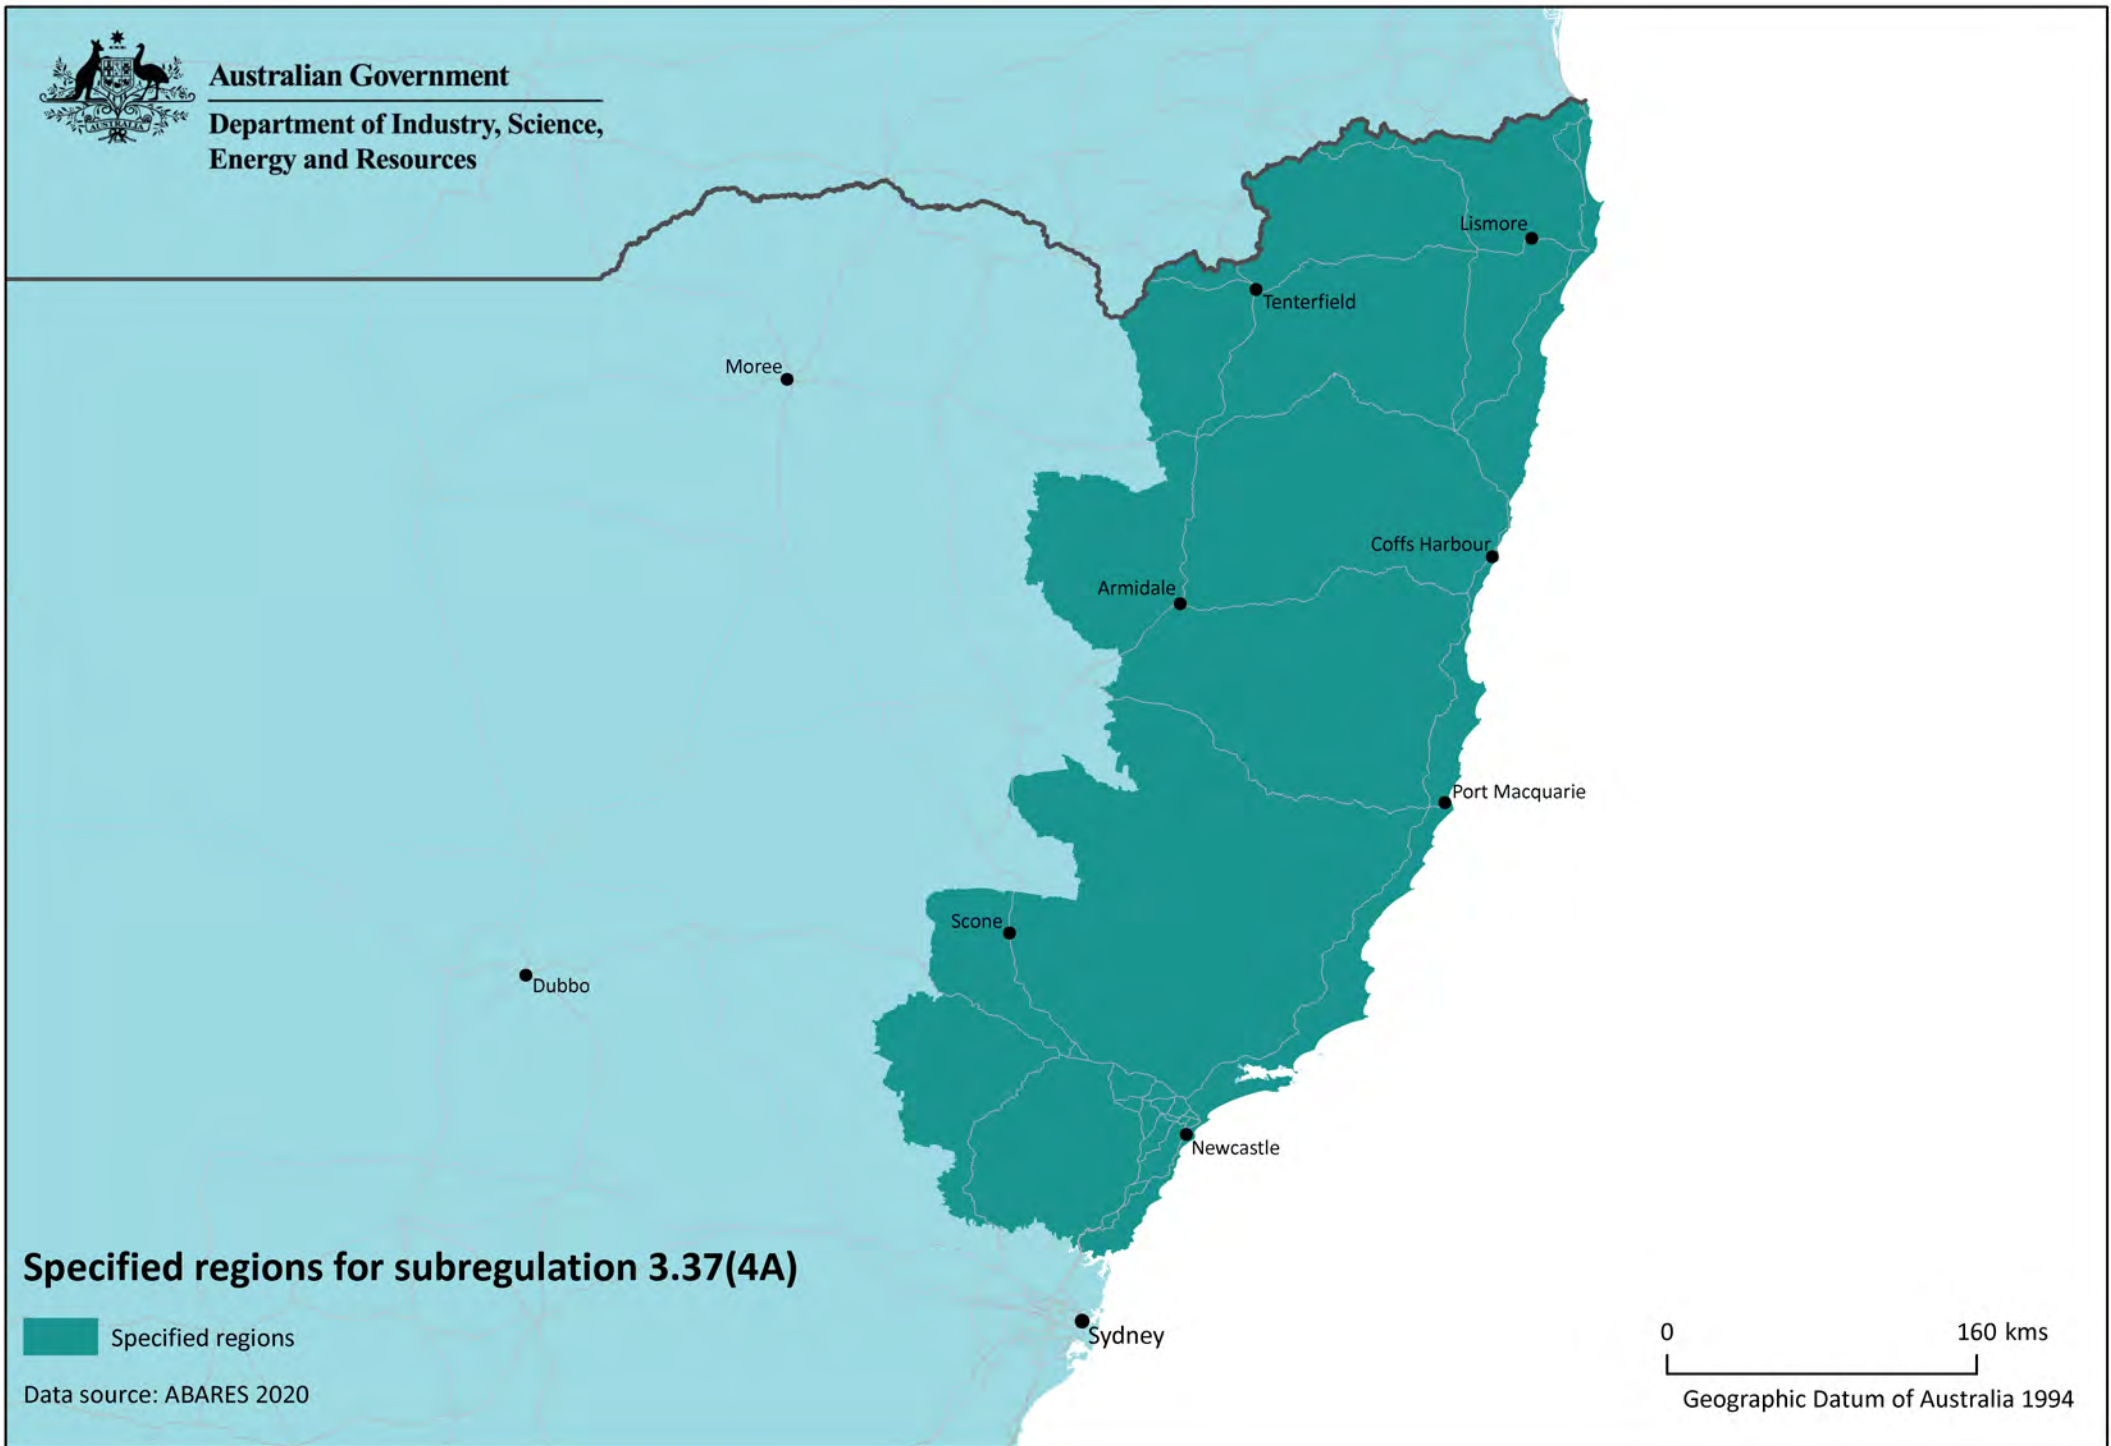 AUSTRALIA
Australian Government
Department of Industry, Science,
Energy and Resources
Lismore
Tenterfield
Moree
Coffs Harbour
Armidale
Port Macquarie
Scone
Dubbo
Newcastle
Specified regions for subregulation 3.37(4A)
Specified regions
Sydney
0 160 kms
Data source: ABARES 2020
Geographic Datum of Australia 1994